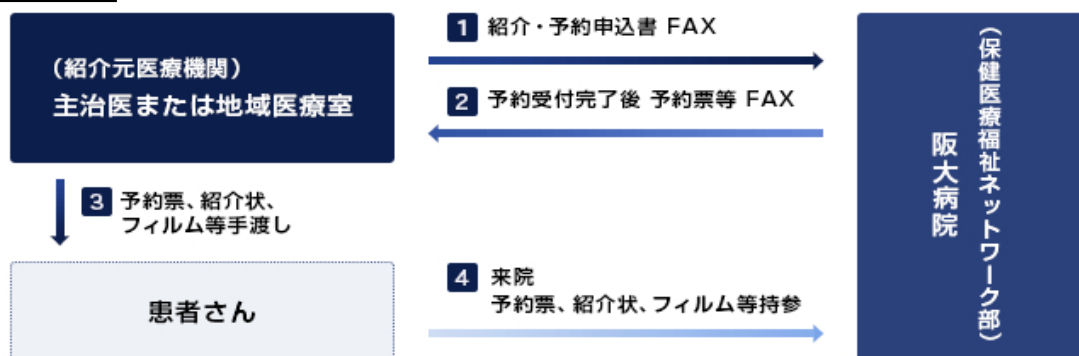 (紹介元医療機関)
主治医または地域医療室
1 紹介・予約申込書 FAX
2 予約受付完了後 予約票等 FAX
3 予約票、紹介状、
フィルム等手渡し
患者さん
4 来院
予約票、紹介状、フィルム等持参
(保健医療福祉ネットワーク部)
阪大病院